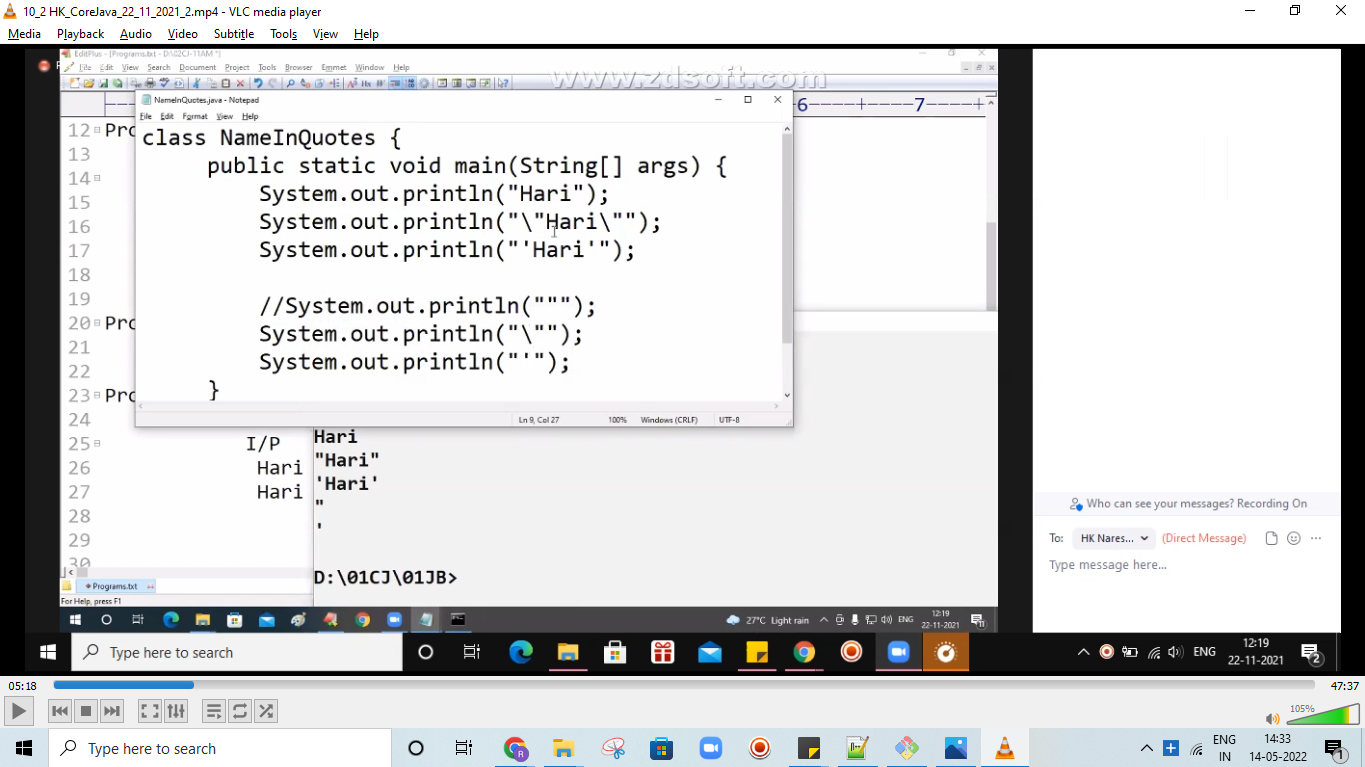 10_2 HK_CoreJava_22_11_2021_2.mp4 - VLC media player
Media Playback Audio Video Subtitle Tools View Help
EditPlus - [Programs.txt - D:\02CJ-11AM *]
File Edit View Search Document Project Tools Browser Emmet Window Help
www.zdsoft.com
NameInQuotes.java - Notepad
File Edit Format View Help
6----+----7----+
class NameInQuotes {
public static void main(String[] args) {
System.out.println("Hari");
System.out.println("\"Hari\"");
System.out.println("'Hari'");
//System.out.println(""");
System.out.println("\"");
System.out.println("'");
}
Ln 9, Col 27 100% Windows (CRLF) UTF-8
12 Pro
13
14
15
16
17
18
19
20 Pro
21
22
23 Pro
24
25 I/P
26 Hari
27 Hari
28
29
30
Hari
"Hari"
'Hari'
"
'
D:\01CJ\01JB>
Programs.txt
For Help, press F1
27°C Light rain ENG 12:19
22-11-2021
Who can see your messages? Recording On
To: HK Nares... (Direct Message)
Type message here...
Type here to search
ENG 12:19
22-11-2021
2
05:18 47:37
105%
Type here to search
ENG
IN
14:33
14-05-2022
1